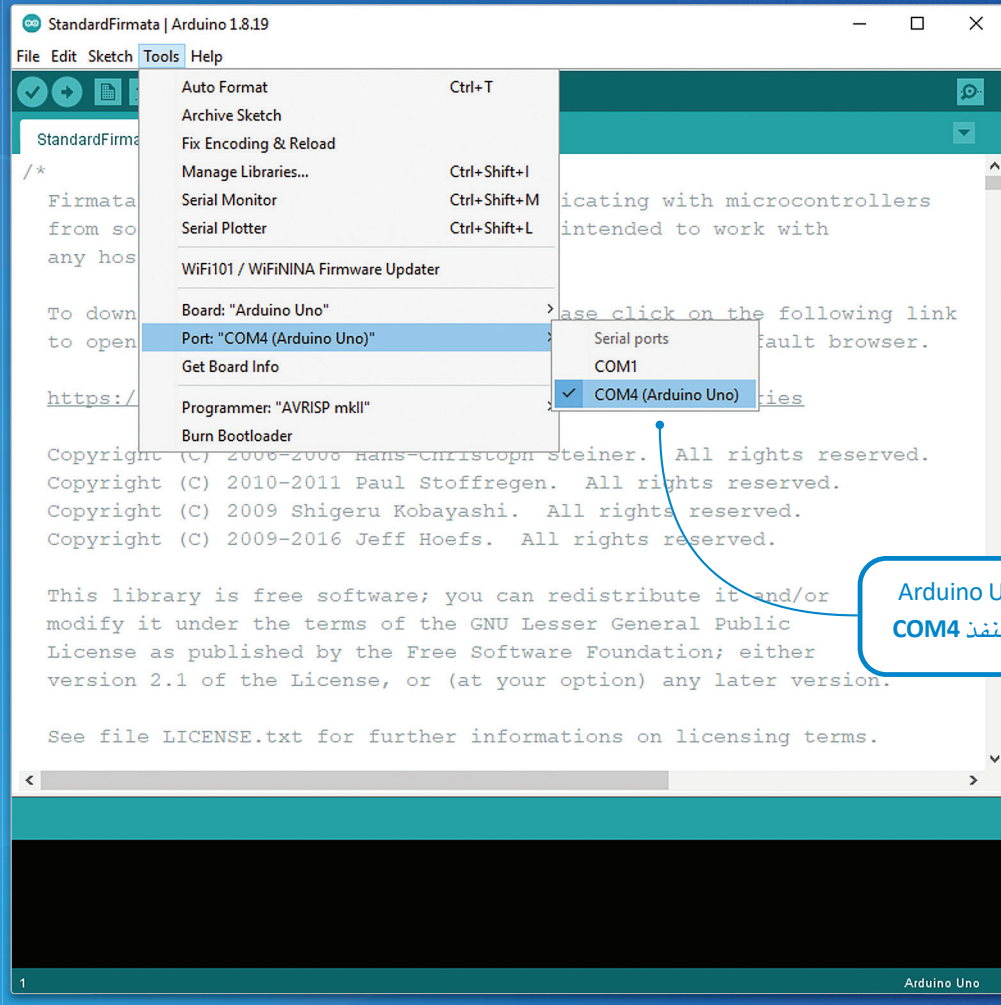 StandardFirmata | Arduino 1.8.19
File Edit Sketch Tools Help
StandardFirma
Auto Format Ctrl+T
Archive Sketch
Fix Encoding & Reload
Manage Libraries... Ctrl+Shift+I
Serial Monitor Ctrl+Shift+M
Serial Plotter Ctrl+Shift+L
WiFi101 / WiFiNINA Firmware Updater
Board: "Arduino Uno"
Port: "COM4 (Arduino Uno)"
Get Board Info
Programmer: "AVRISP mkII"
Burn Bootloader
Serial ports
COM1
COM4 (Arduino Uno)
/*
Firmata icating with microcontrollers
from so intended to work with
any hos
To down ase click on the following link
to open fault browser.
https:/ ries
Copyright (C) 2006-2008 Hans-Christoph Steiner. All rights reserved.
Copyright (C) 2010-2011 Paul Stoffregen. All rights reserved.
Copyright (C) 2009 Shigeru Kobayashi. All rights reserved.
Copyright (C) 2009-2016 Jeff Hoefs. All rights reserved.
This library is free software; you can redistribute it and/or
modify it under the terms of the GNU Lesser General Public
License as published by the Free Software Foundation; either
version 2.1 of the License, or (at your option) any later version.
See file LICENSE.txt for further informations on licensing terms.
Arduino U
نفذ COM4
1 Arduino Uno